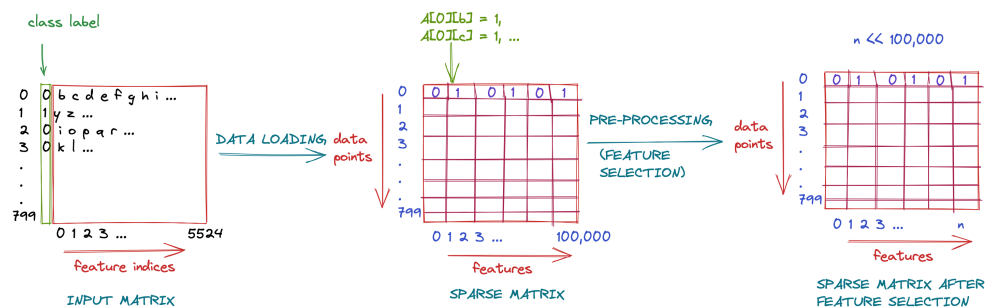 class label
0 0 b c d e f g h i ...
1 1 y z ...
2 0 i o p q r ...
3 0 k l ...
.
.
.
799
0 1 2 3 ... 5524
feature indices
INPUT MATRIX
DATA LOADING
A[0][b] = 1,
A[0][c] = 1, ...
data
points
0 0 1 0 1 0 1
1
2
3
.
.
799
0 1 2 3 ... 100,000
features
SPARSE MATRIX
PRE-PROCESSING
(FEATURE
SELECTION)
n << 100,000
data
points
0 0 1 0 1 0 1
1
2
3
.
.
799
0 1 2 3 ... n
features
SPARSE MATRIX AFTER
FEATURE SELECTION